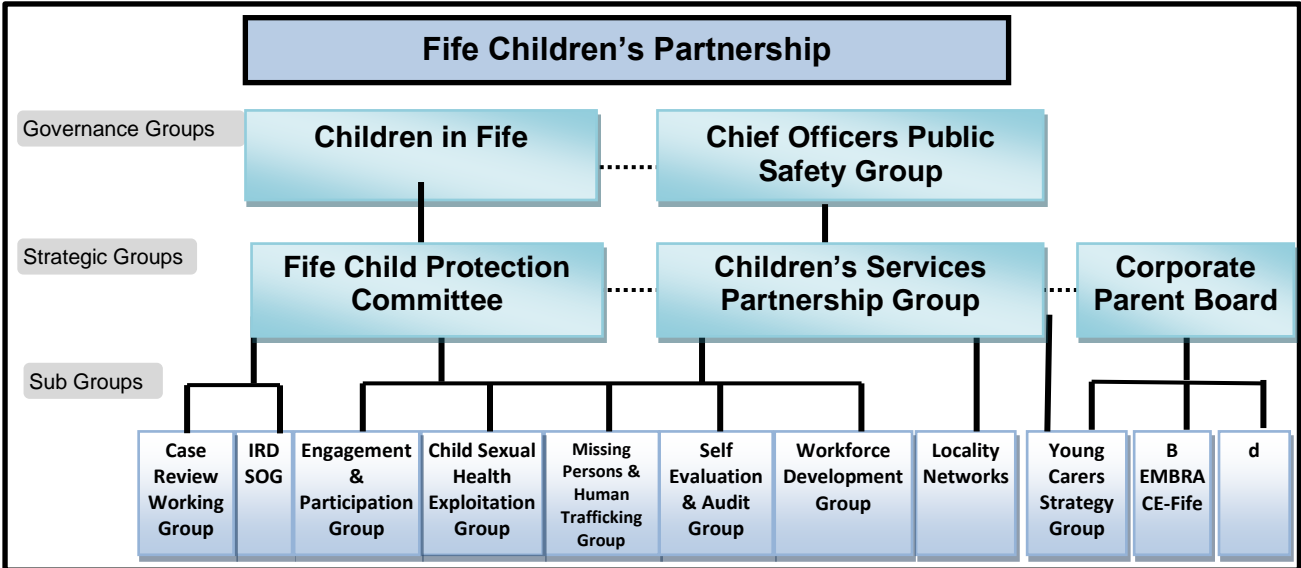 Fife Children's Partnership
Governance Groups
Children in Fife
Chief Officers Public
Safety Group
Strategic Groups
Fife Child Protection
Committee
Children's Services
Partnership Group
Corporate
Parent Board
Sub Groups
Case
Review
Working
Group
IRD
SOG
Engagement
&
Participation
Group
Child Sexual
Health
Exploitation
Group
Missing
Persons &
Human
Trafficking
Group
Self
Evaluation
& Audit
Group
Workforce
Development
Group
Locality
Networks
Young
Carers
Strategy
Group
B
EMBRA
CE-Fife
d